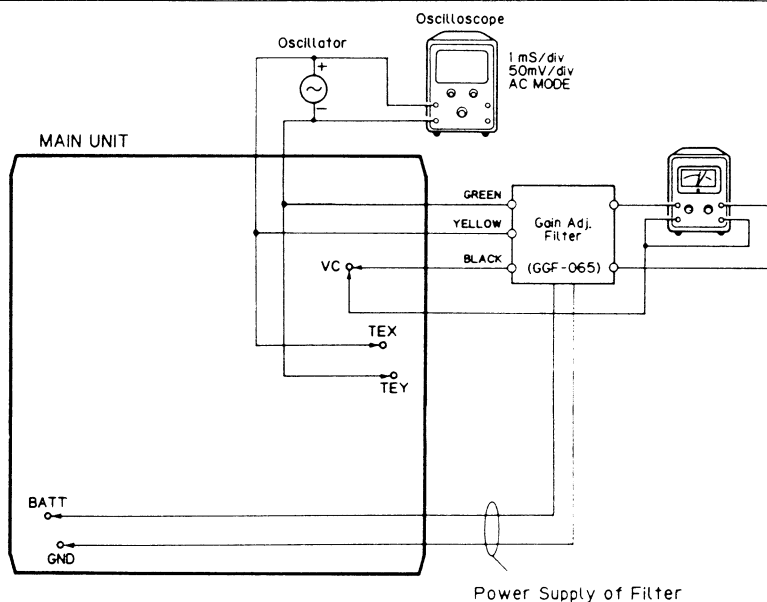 Oscilloscope
Oscillator
1 mS/div
50mV/div
AC MODE
+
−
MAIN UNIT
GREEN
YELLOW
BLACK
Gain Adj.
Filter
(GGF-065)
VC
TEX
TEY
BATT
GND
Power Supply of Filter